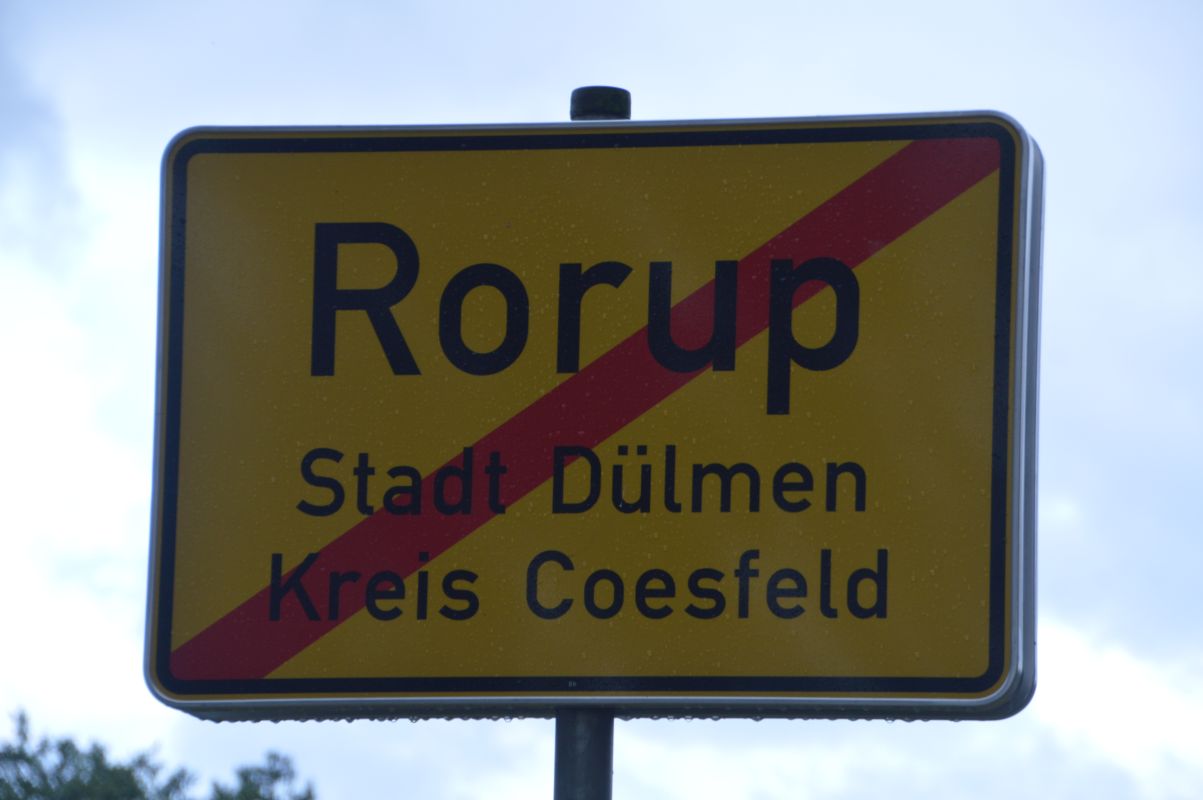 Rorup
Stadt Dülmen
Kreis Coesfeld